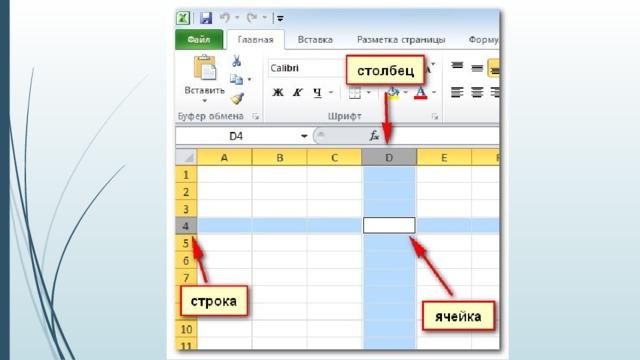 Файл Главная Вставка Разметка страницы Форму
Calibri
столбец
Вставить
Ж К Ч А
Буфер обмена Шрифт
D4 fx
A B C D E F
1
2
3
4
5
6
7
строка
ячейка
10
11